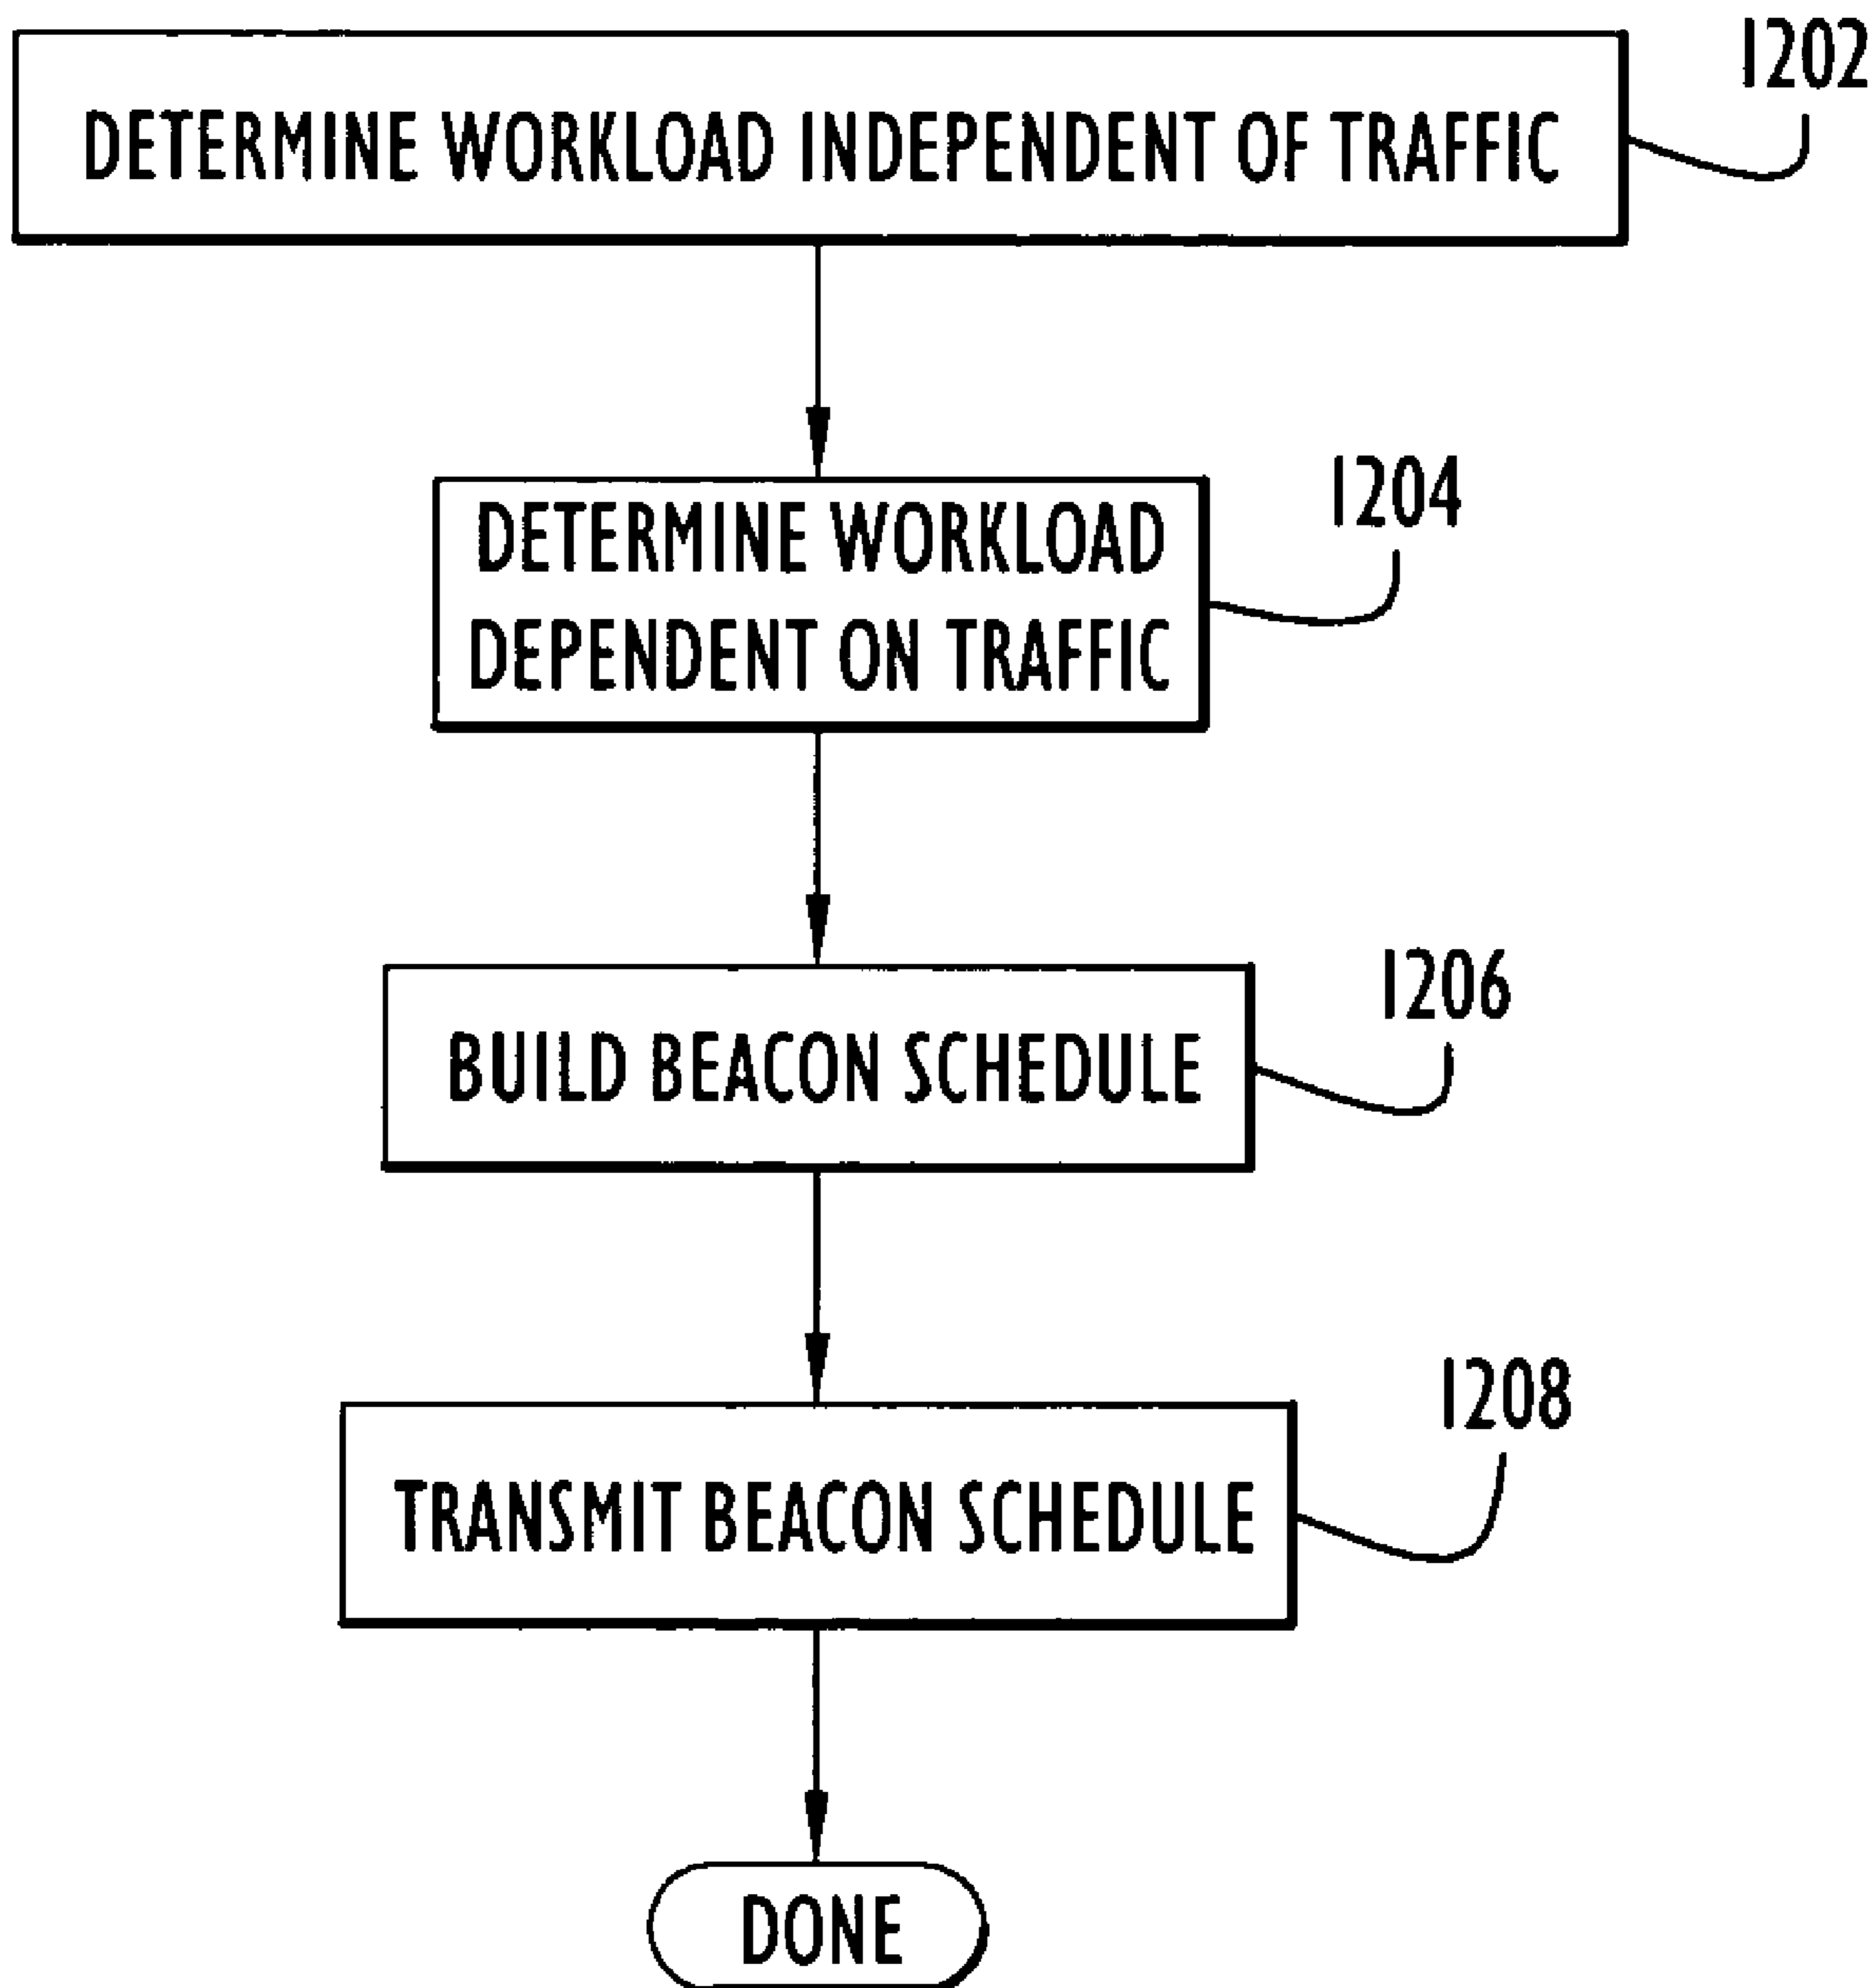 1202
DETERMINE WORKLOAD INDEPENDENT OF TRAFFIC
1204
DETERMINE WORKLOAD
DEPENDENT ON TRAFFIC
1206
BUILD BEACON SCHEDULE
1208
TRANSMIT BEACON SCHEDULE
DONE